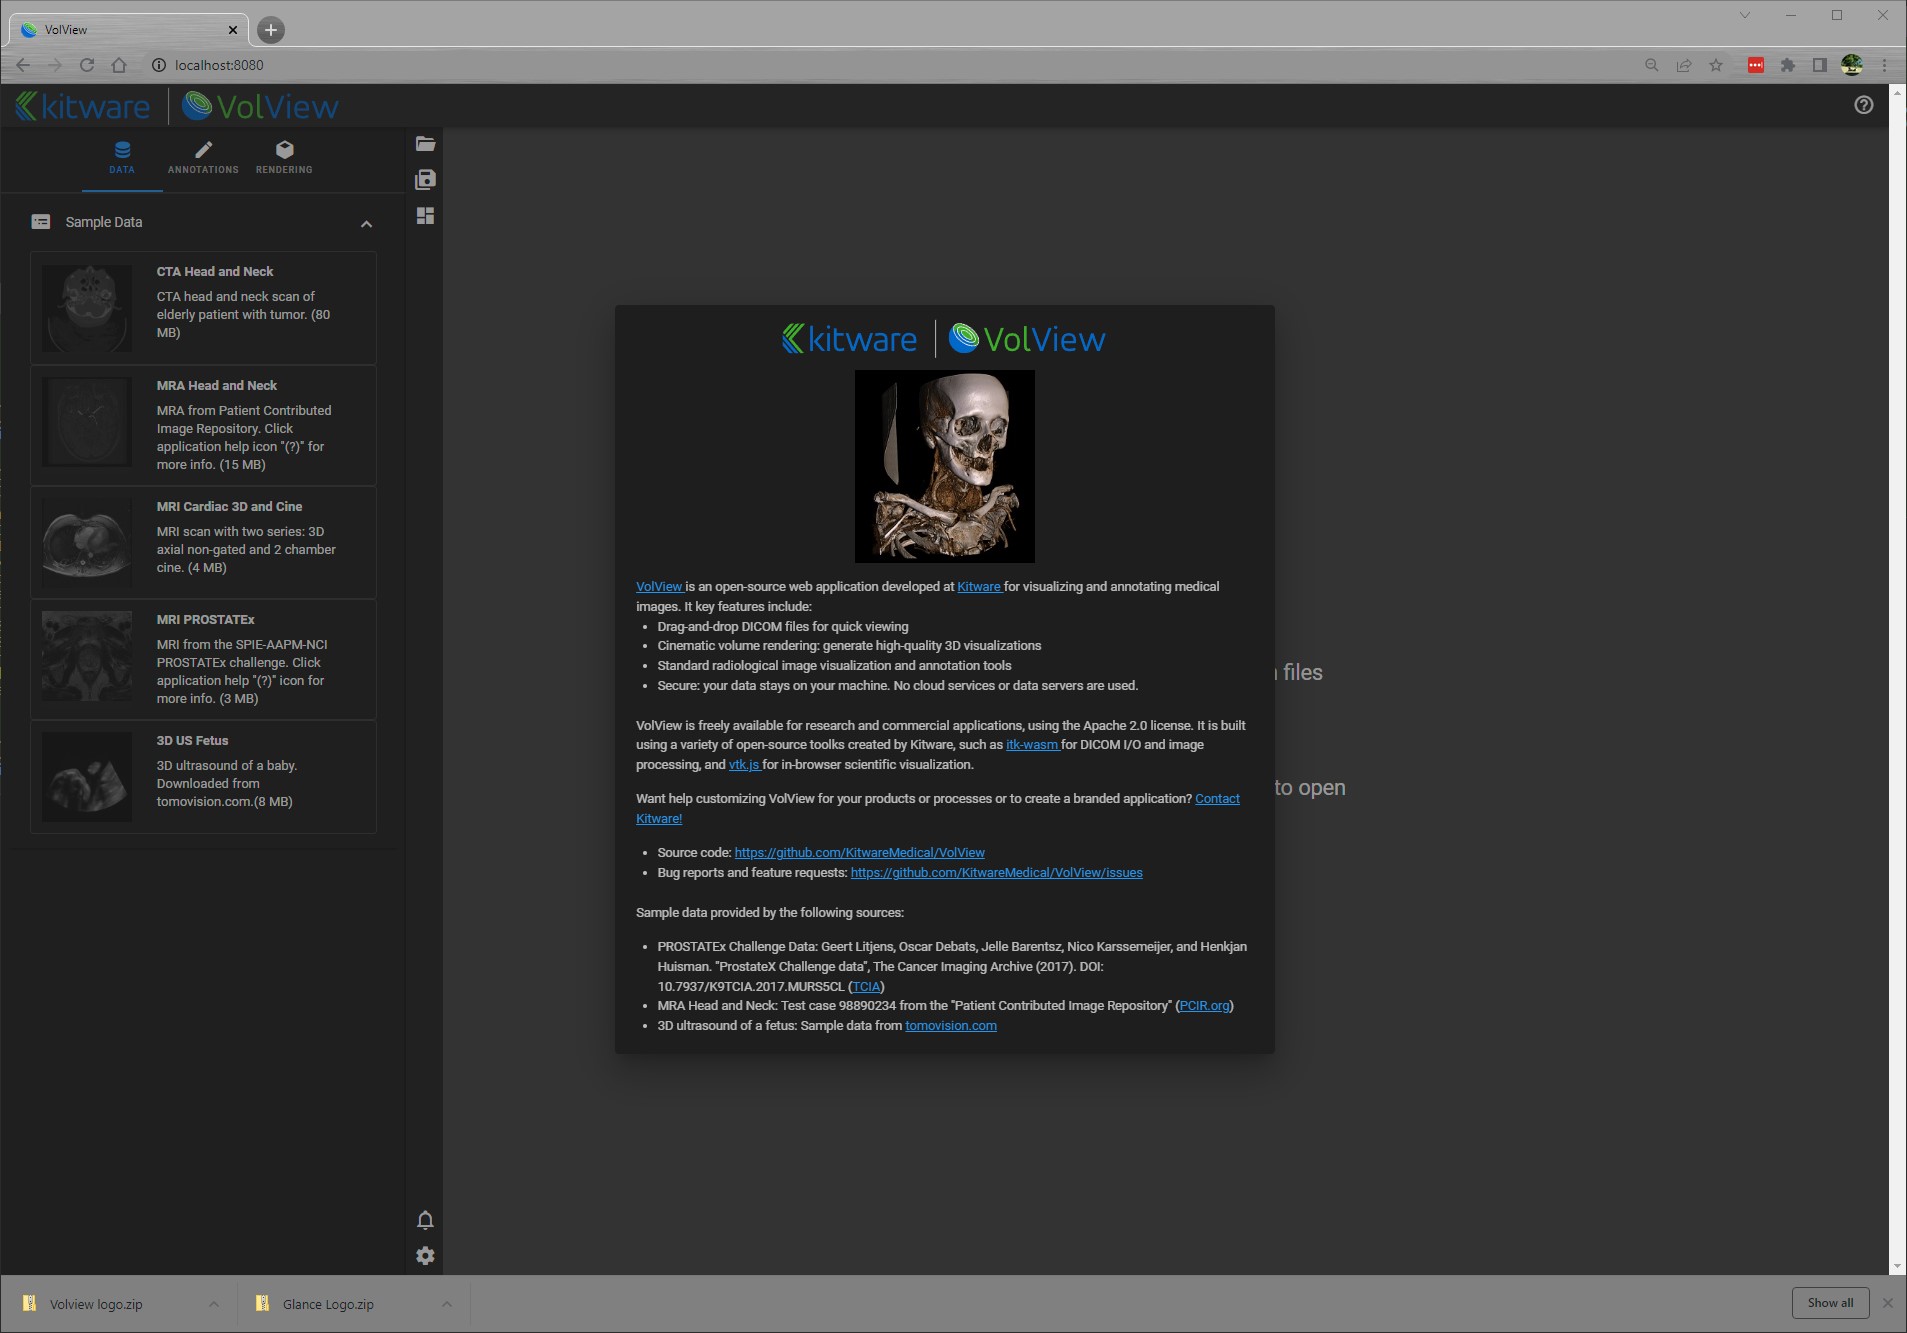 VolView
localhost:8080
kitware VolView
DATA ANNOTATIONS RENDERING
Sample Data
CTA Head and Neck
CTA head and neck scan of
elderly patient with tumor. (80
MB)
MRA Head and Neck
MRA from Patient Contributed
Image Repository. Click
application help icon "(?)" for
more info. (15 MB)
MRI Cardiac 3D and Cine
MRI scan with two series: 3D
axial non-gated and 2 chamber
cine. (4 MB)
MRI PROSTATEx
MRI from the SPIE-AAPM-NCI
PROSTATEx challenge. Click
application help "(?)" icon for
more info. (3 MB)
3D US Fetus
3D ultrasound of a baby.
Downloaded from
tomovision.com.(8 MB)
kitware VolView
VolView is an open-source web application developed at Kitware for visualizing and annotating medical
images. It key features include:
• Drag-and-drop DICOM files for quick viewing
• Cinematic volume rendering: generate high-quality 3D visualizations
• Standard radiological image visualization and annotation tools
• Secure: your data stays on your machine. No cloud services or data servers are used.
VolView is freely available for research and commercial applications, using the Apache 2.0 license. It is built
using a variety of open-source toolks created by Kitware, such as itk-wasm for DICOM I/O and image
processing, and vtk.js for in-browser scientific visualization.
Want help customizing VolView for your products or processes or to create a branded application? Contact
Kitware!
• Source code: https://github.com/KitwareMedical/VolView
• Bug reports and feature requests: https://github.com/KitwareMedical/VolView/issues
Sample data provided by the following sources:
• PROSTATEx Challenge Data: Geert Litjens, Oscar Debats, Jelle Barentsz, Nico Karssemeijer, and Henkjan
Huisman. "ProstateX Challenge data", The Cancer Imaging Archive (2017). DOI:
10.7937/K9TCIA.2017.MURS5CL (TCIA)
• MRA Head and Neck: Test case 98890234 from the "Patient Contributed Image Repository" (PCIR.org)
• 3D ultrasound of a fetus: Sample data from tomovision.com
files
to open
Volview logo.zip
Glance Logo.zip
Show all